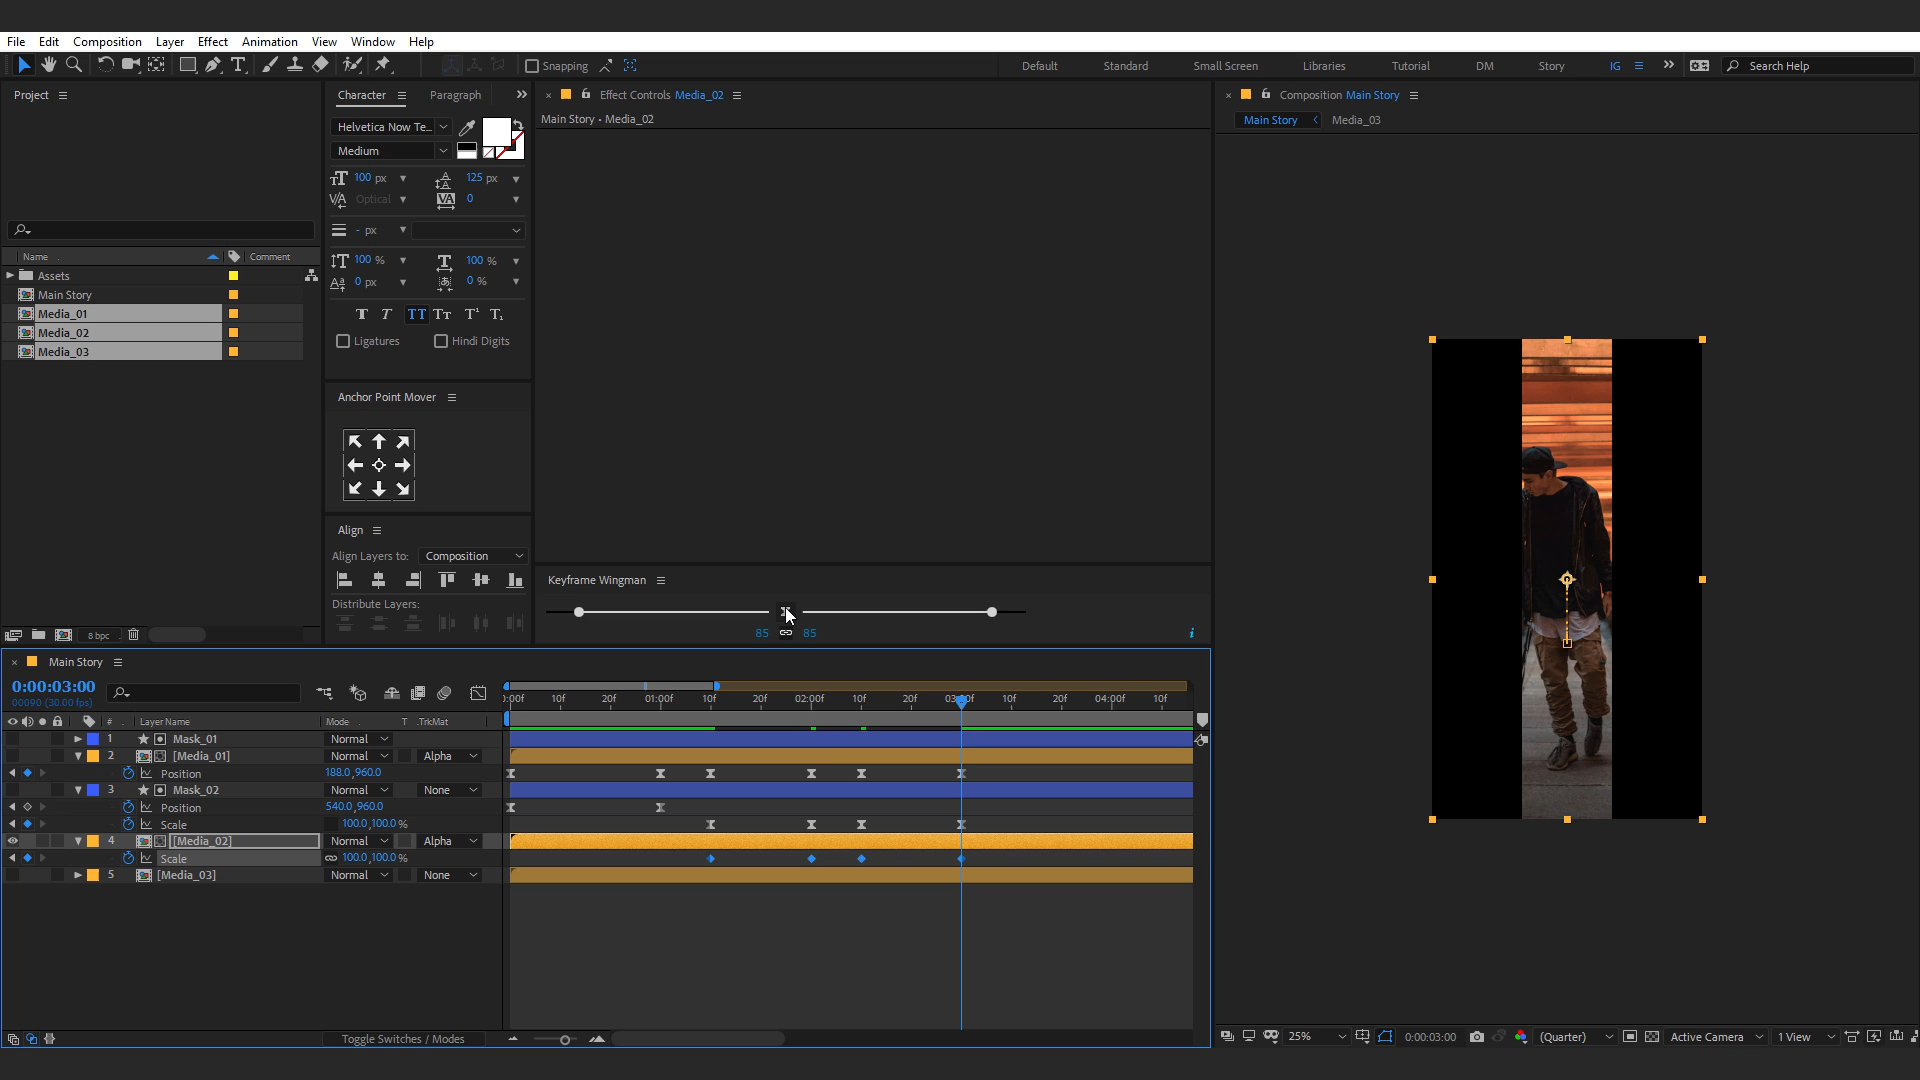 File Edit Composition Layer Effect Animation View Window Help
Snapping Default Standard Small Screen Libraries Tutorial DM Story IG Search Help
Project Character Paragraph Effect Controls Media_02 Composition Main Story
Main Story • Media_02
Main Story Media_03
Helvetica Now Te...
Medium
100 px 125 px
Optical 0
- px
100 % 100 %
0 px 0 %
Ligatures Hindi Digits
Name Comment
Assets
Main Story
Media_01
Media_02
Media_03
8 bpc
Anchor Point Mover
Align
Align Layers to: Composition
Distribute Layers:
Keyframe Wingman
85 85
Main Story
0:00:03:00
00090 (30.00 fps)
):00f 10f 20f 01:00f 10f 20f 02:00f 10f 20f 03:00f 10f 20f 04:00f 10f
# Layer Name Mode T .TrkMat
1 Mask_01 Normal
2 [Media_01] Normal Alpha
Position 188.0,960.0
3 Mask_02 Normal None
Position 540.0,960.0
Scale 100.0,100.0%
4 [Media_02] Normal Alpha
Scale 100.0,100.0%
5 [Media_03] Normal None
Toggle Switches / Modes
25% 0:00:03:00 (Quarter) Active Camera 1 View